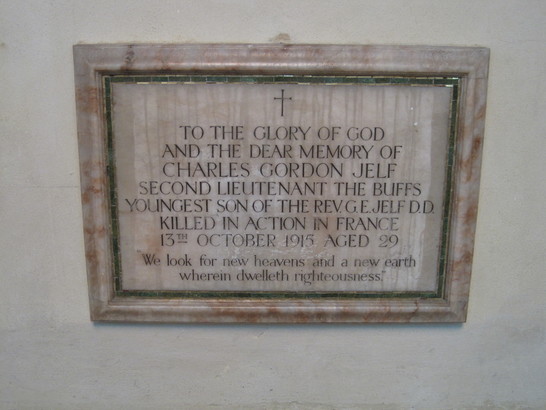 TO THE GLORY OF GOD
AND THE DEAR MEMORY OF
CHARLES GORDON JELF
SECOND LIEUTENANT THE BUFFS
YOUNGEST SON OF THE REV. G. E. JELF D.D.
KILLED IN ACTION IN FRANCE
13TH OCTOBER 1915 AGED 29
"We look for new heavens and a new earth
wherein dwelleth righteousness."